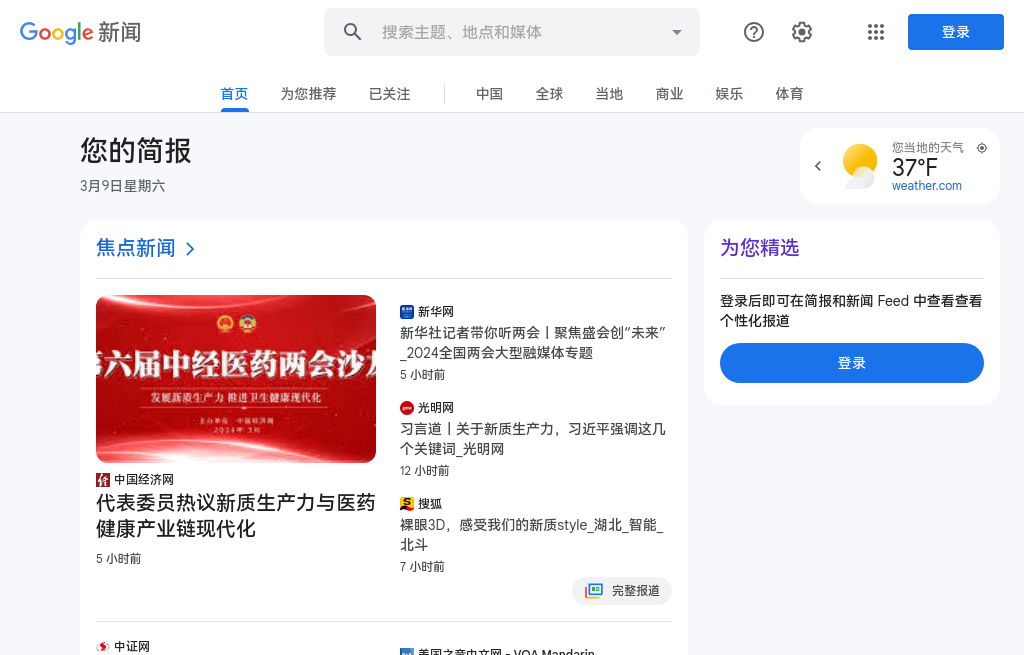 Google 新闻
搜索主题、地点和媒体
登录
首页
为您推荐
已关注
中国
全球
当地
商业
娱乐
体育
您的简报
3月9日星期六
您当地的天气
37°F
weather.com
焦点新闻
第六届中经医药两会沙龙
发展新质生产力 推进卫生健康现代化
主办单位 中国经济网
2024年 3月
中国经济网
代表委员热议新质生产力与医药
健康产业链现代化
5 小时前
新华网
新华社记者带你听两会丨聚焦盛会创“未来”
_2024全国两会大型融媒体专题
5 小时前
光明网
习言道丨关于新质生产力，习近平强调这几
个关键词_光明网
12 小时前
搜狐
裸眼3D，感受我们的新质style_湖北_智能_
北斗
7 小时前
完整报道
中证网
美国之音中文网 - VOA Mandarin
为您精选
登录后即可在简报和新闻 Feed 中查看查看
个性化报道
登录